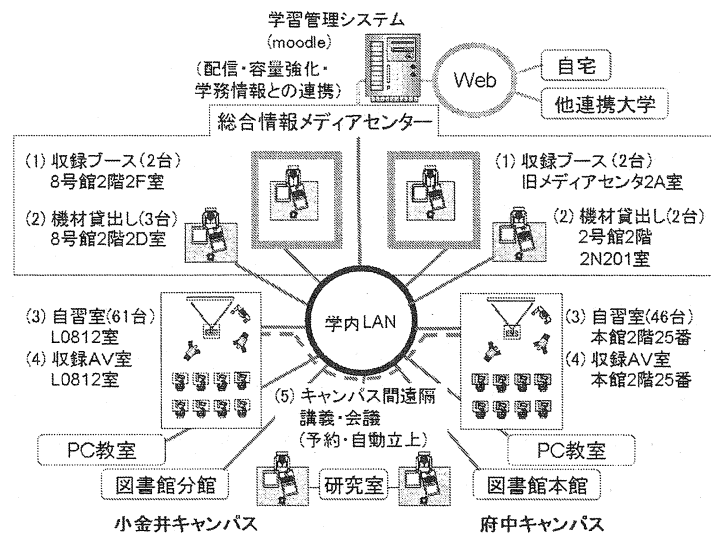 学習管理システム
(moodle)
(配信・容量強化・
学務情報との連携)
Web
自宅
他連携大学
総合情報メディアセンター
(1) 収録ブース(2台)
8号館2階2F室
(2) 機材貸出し(3台)
8号館2階2D室
(1) 収録ブース(2台)
旧メディアセンタ2A室
(2) 機材貸出し(2台)
2号館2階
2N201室
学内LAN
(3) 自習室(61台)
L0812室
(4) 収録AV室
L0812室
(3) 自習室(46台)
本館2階25番
(4) 収録AV室
本館2階25番
(5) キャンパス間遠隔
講義・会議
(予約・自動立上)
PC教室
PC教室
図書館分館
研究室
図書館本館
小金井キャンパス
府中キャンパス